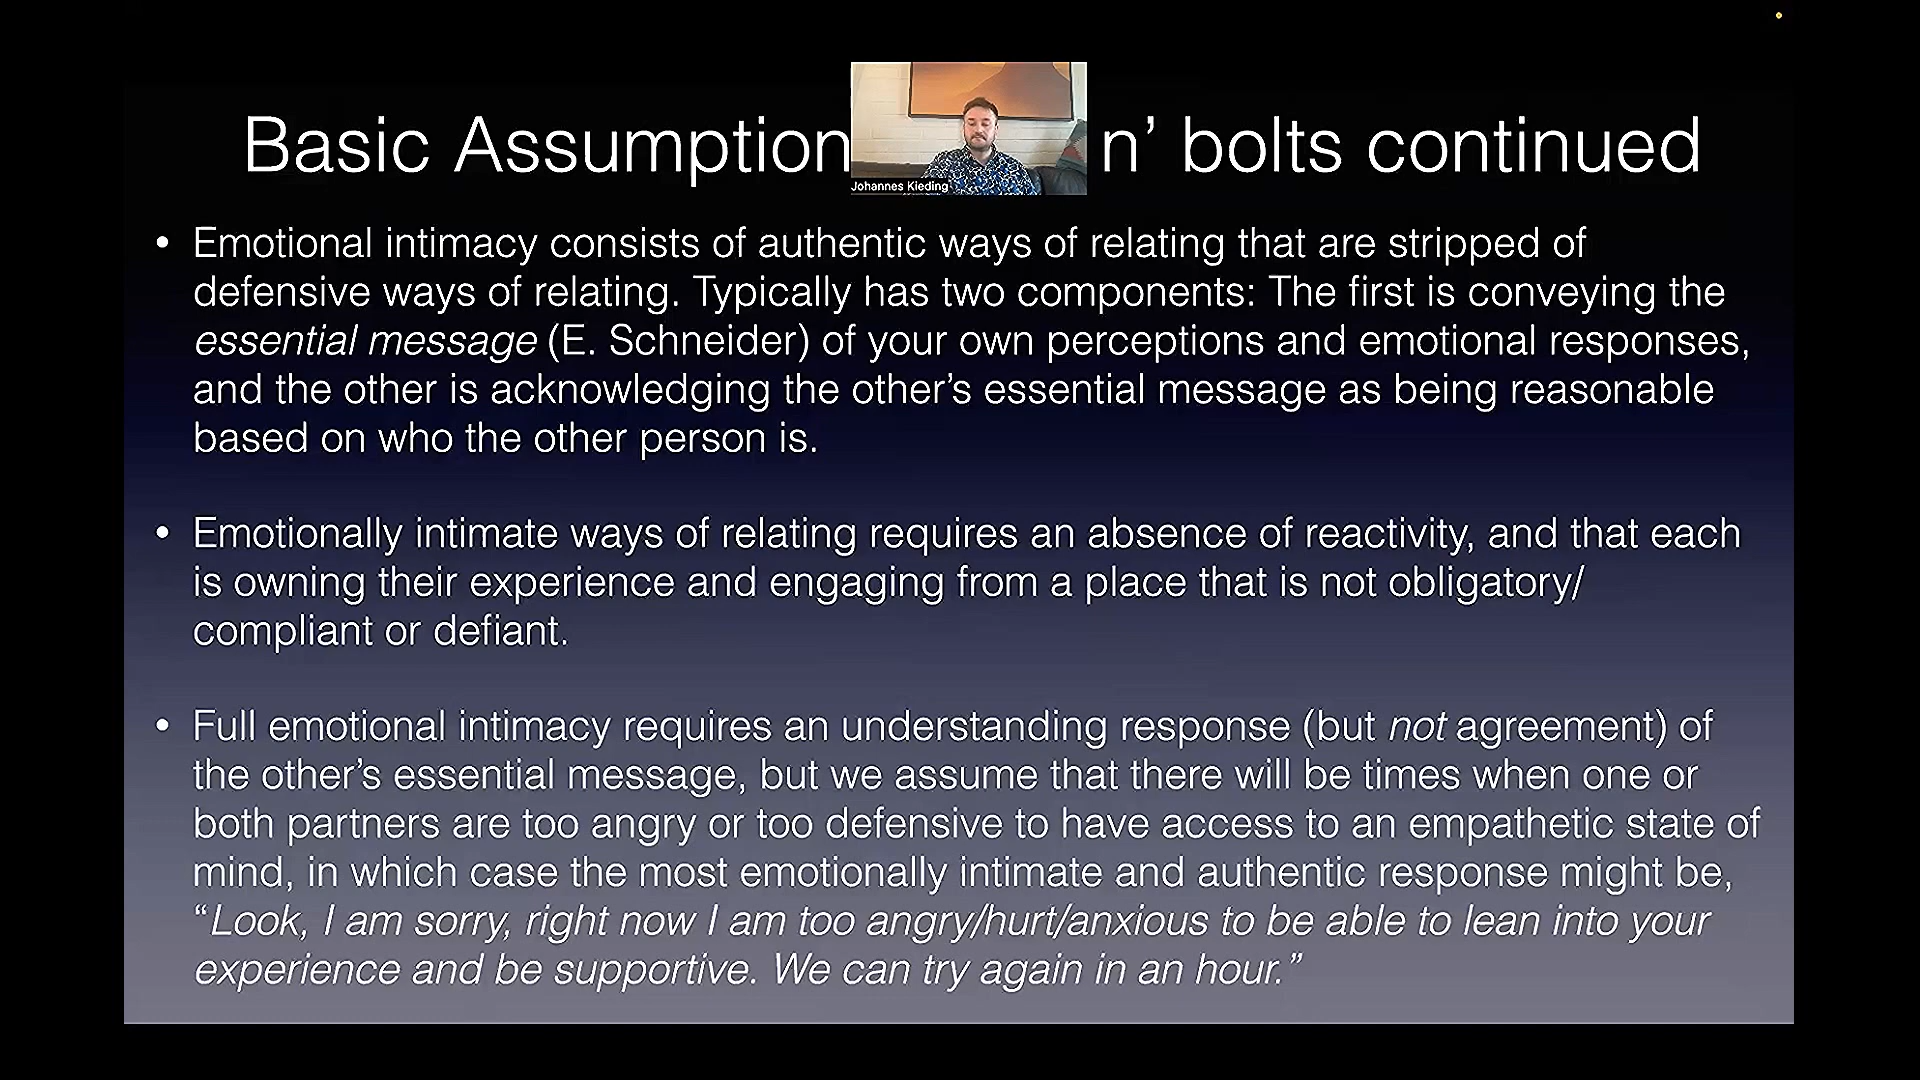 Basic Assumption n’ bolts continued
Johannes Kieding
• Emotional intimacy consists of authentic ways of relating that are stripped of
defensive ways of relating. Typically has two components: The first is conveying the
essential message (E. Schneider) of your own perceptions and emotional responses,
and the other is acknowledging the other’s essential message as being reasonable
based on who the other person is.
• Emotionally intimate ways of relating requires an absence of reactivity, and that each
is owning their experience and engaging from a place that is not obligatory/
compliant or defiant.
• Full emotional intimacy requires an understanding response (but not agreement) of
the other’s essential message, but we assume that there will be times when one or
both partners are too angry or too defensive to have access to an empathetic state of
mind, in which case the most emotionally intimate and authentic response might be,
“Look, I am sorry, right now I am too angry/hurt/anxious to be able to lean into your
experience and be supportive. We can try again in an hour.”